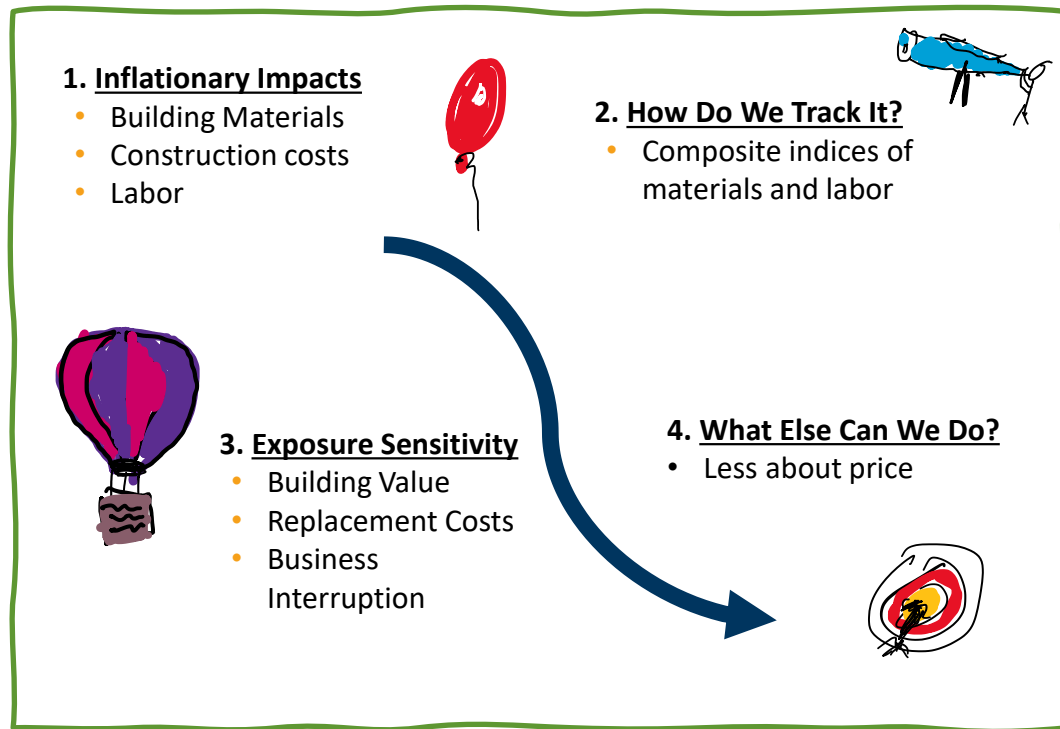 1. Inflationary Impacts
• Building Materials
• Construction costs
• Labor
2. How Do We Track It?
• Composite indices of
materials and labor
3. Exposure Sensitivity
• Building Value
• Replacement Costs
• Business
Interruption
4. What Else Can We Do?
• Less about price